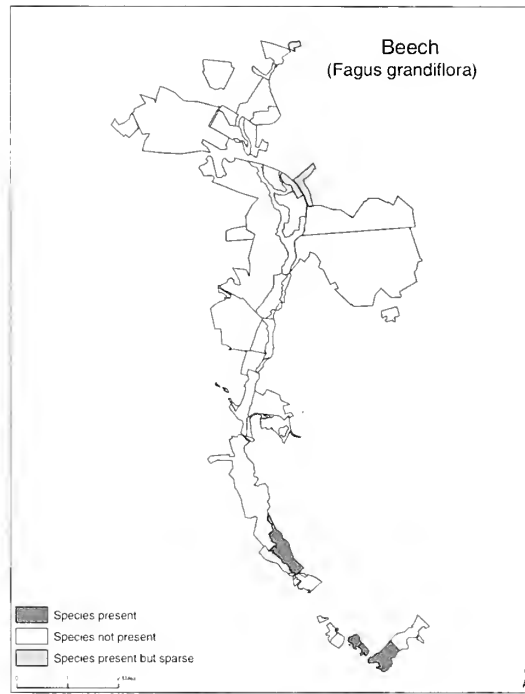 Beech
(Fagus grandiflora)
Species present
Species not present
Species present but sparse